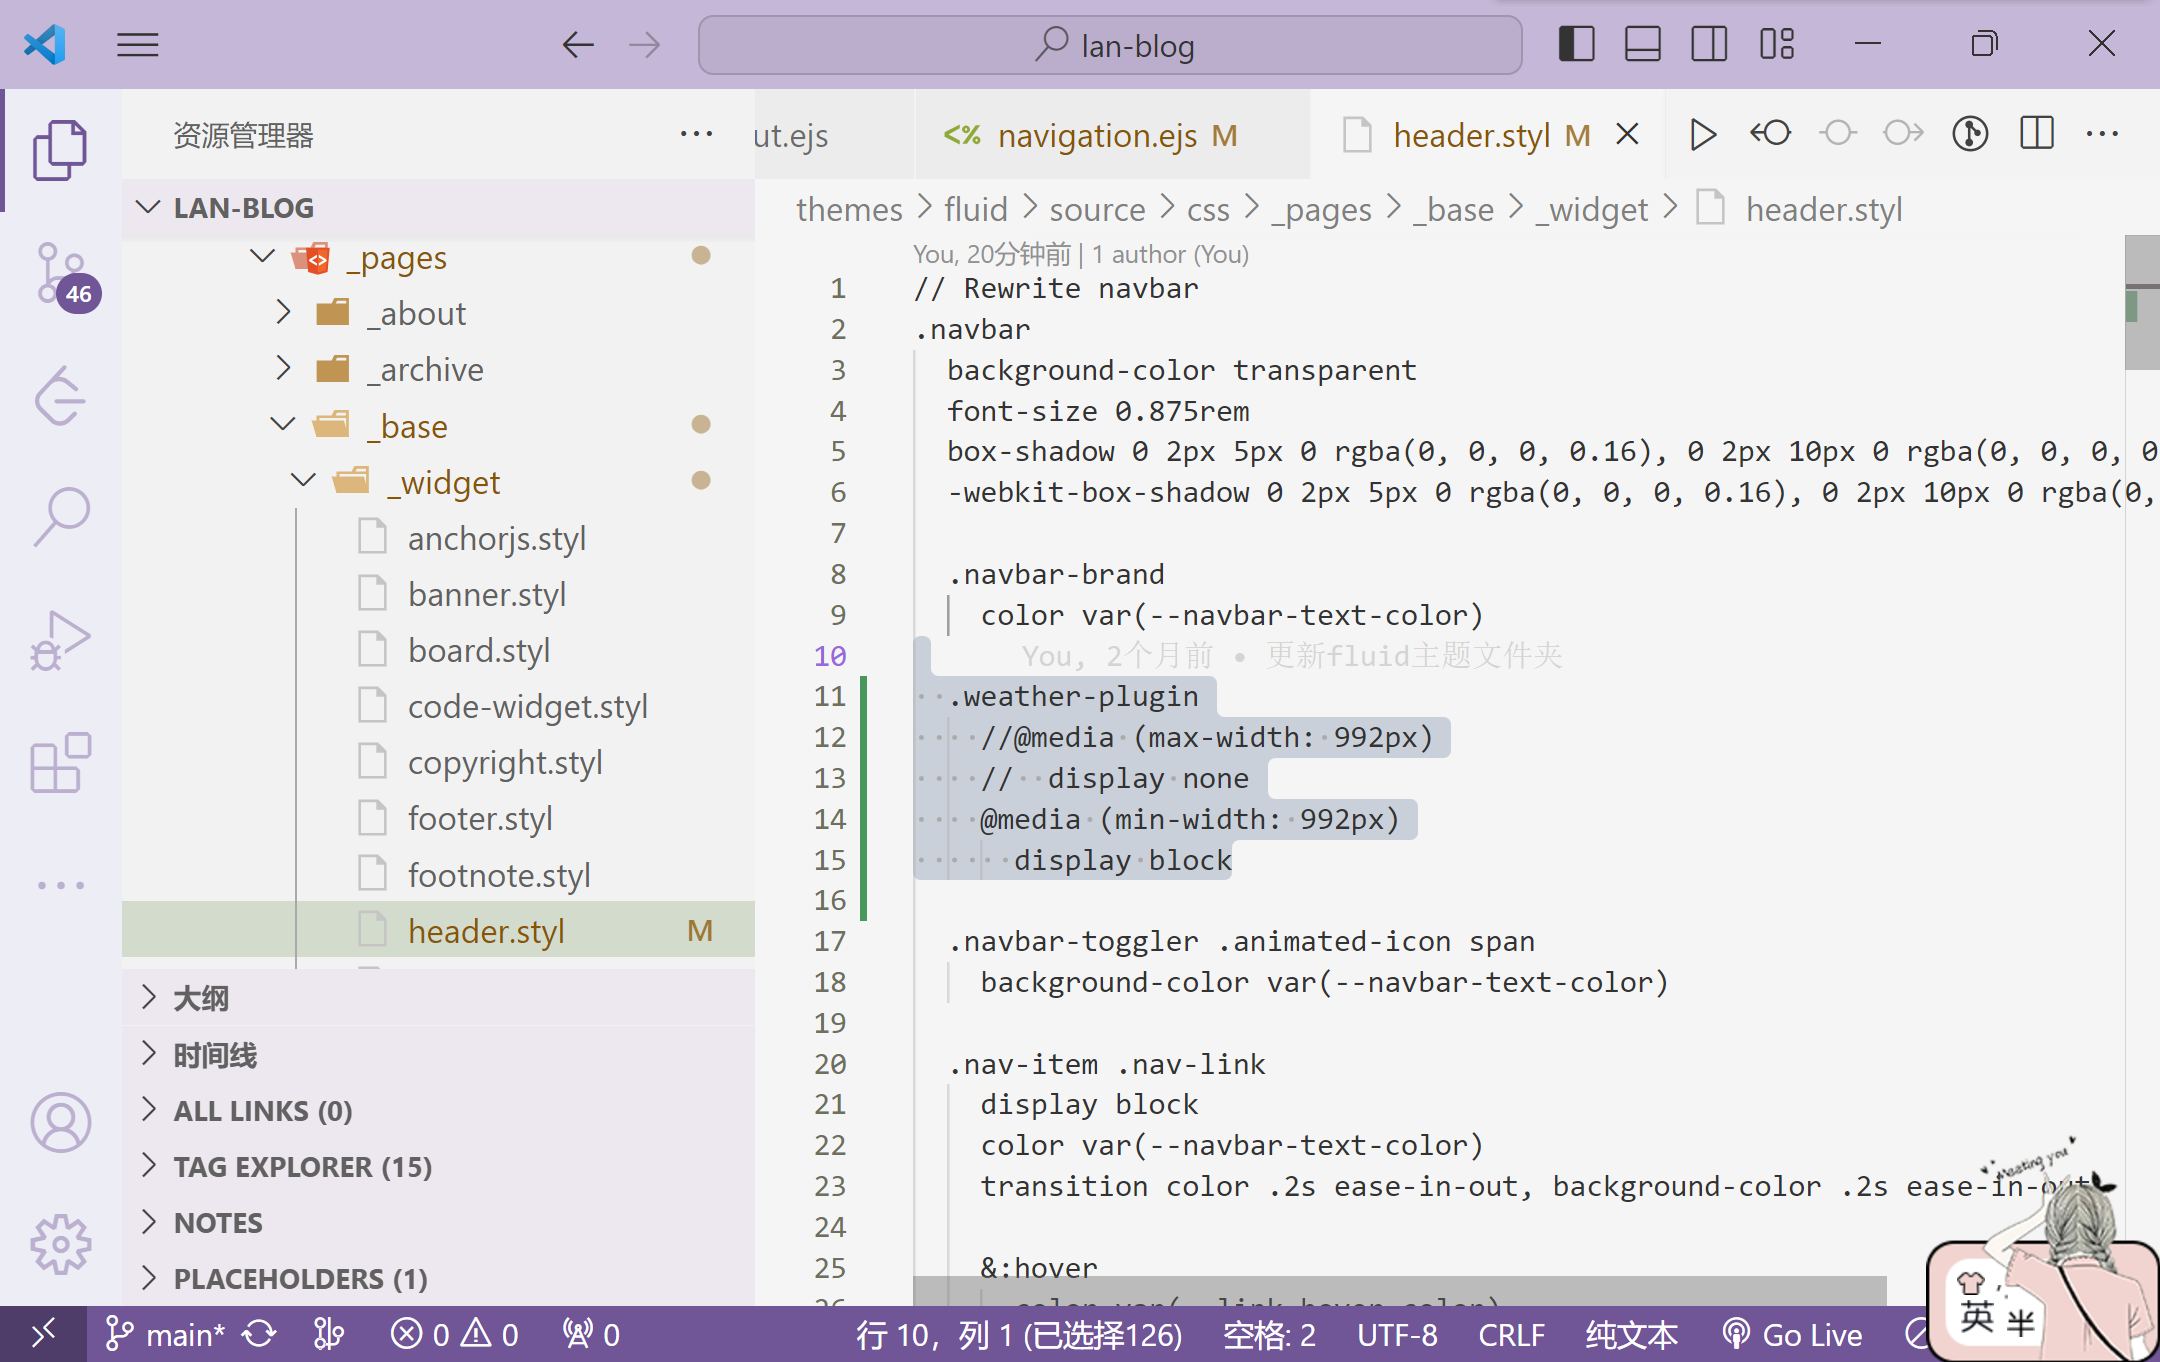 lan-blog
资源管理器
LAN-BLOG
_pages
_about
_archive
_base
_widget
anchorjs.styl
banner.styl
board.styl
code-widget.styl
copyright.styl
footer.styl
footnote.styl
header.styl M
大纲
时间线
ALL LINKS (0)
TAG EXPLORER (15)
NOTES
PLACEHOLDERS (1)
46
ut.ejs
<% navigation.ejs M
header.styl M
themes > fluid > source > css > _pages > _base > _widget > header.styl
You, 20分钟前 | 1 author (You)
1 // Rewrite navbar
2 .navbar
3 background-color transparent
4 font-size 0.875rem
5 box-shadow 0 2px 5px 0 rgba(0, 0, 0, 0.16), 0 2px 10px 0 rgba(0, 0, 0, 0
6 -webkit-box-shadow 0 2px 5px 0 rgba(0, 0, 0, 0.16), 0 2px 10px 0 rgba(0,
7
8 .navbar-brand
9 color var(--navbar-text-color)
10 You, 2个月前 • 更新fluid主题文件夹
11 .weather-plugin
12 //@media (max-width: 992px)
13 // display none
14 @media (min-width: 992px)
15 display block
16
17 .navbar-toggler .animated-icon span
18 background-color var(--navbar-text-color)
19
20 .nav-item .nav-link
21 display block
22 color var(--navbar-text-color)
23 transition color .2s ease-in-out, background-color .2s ease-in-out
24
25 &:hover
26 color var(--link-hover-color)
Meeting you
英 半
main* 0 0 0 行 10，列 1 (已选择126) 空格: 2 UTF-8 CRLF 纯文本 Go Live